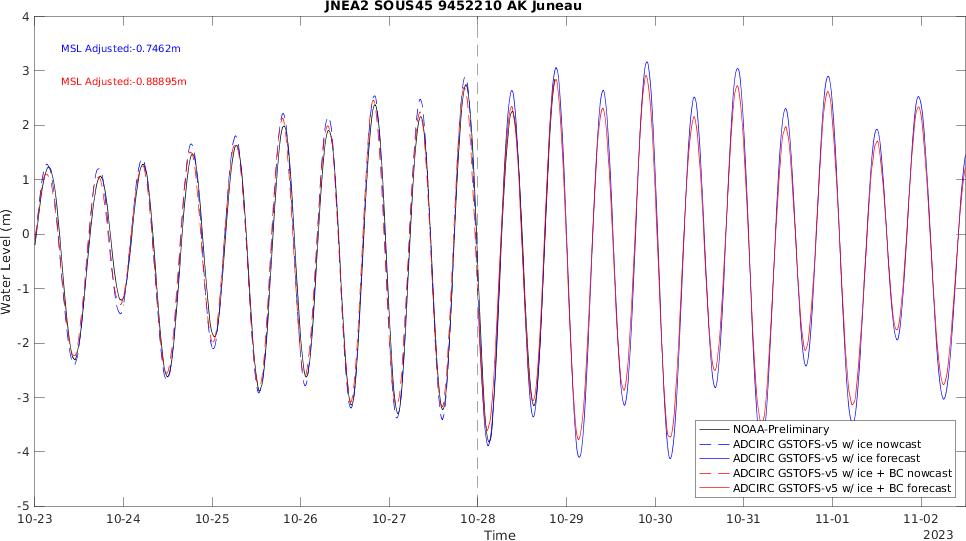 JNEA2 SOUS45 9452210 AK Juneau
4
3
2
1
0
-1
-2
-3
-4
-5
Water Level (m)
MSL Adjusted:-0.7462m
MSL Adjusted:-0.88895m
NOAA-Preliminary
ADCIRC GSTOFS-v5 w/ ice nowcast
ADCIRC GSTOFS-v5 w/ ice forecast
ADCIRC GSTOFS-v5 w/ ice + BC nowcast
ADCIRC GSTOFS-v5 w/ ice + BC forecast
10-23 10-24 10-25 10-26 10-27 10-28 10-29 10-30 10-31 11-01 11-02
Time
2023